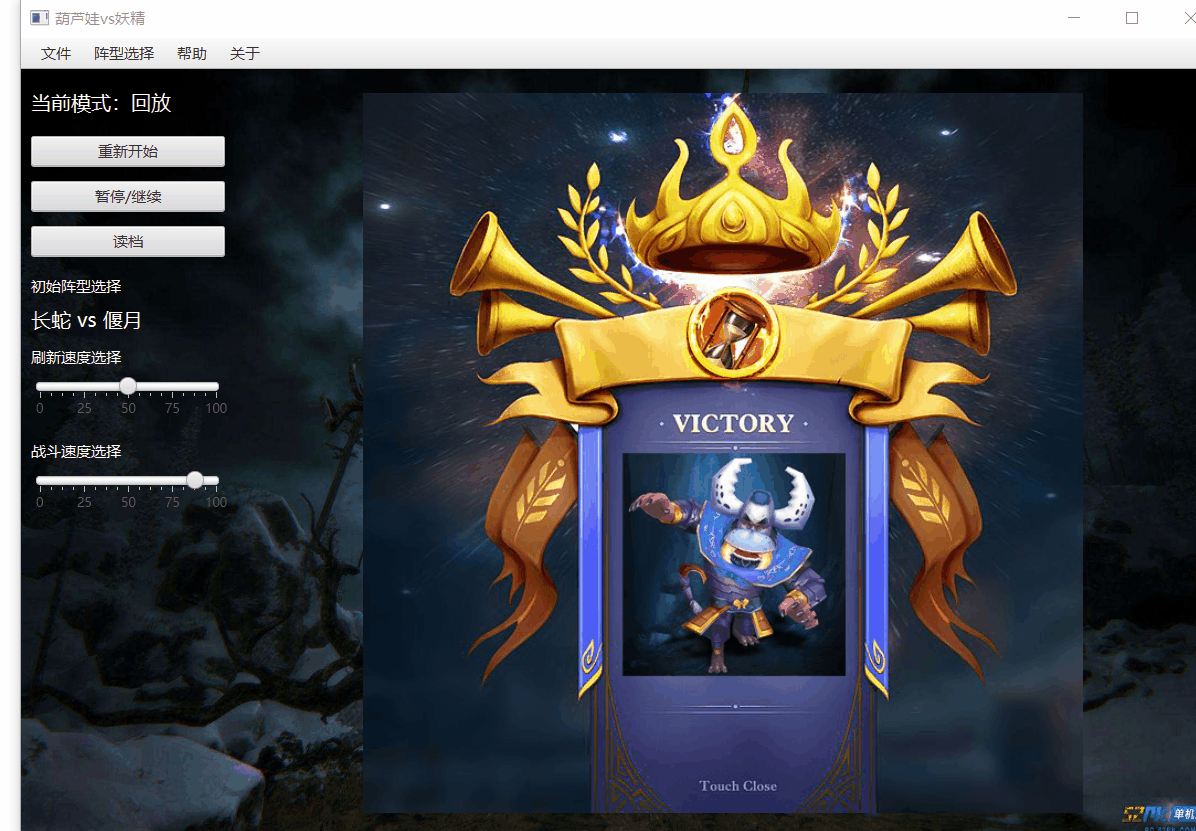 葫芦娃vs妖精
文件 阵型选择 帮助 关于
当前模式：回放
重新开始
暂停/继续
读档
初始阵型选择
长蛇 vs 偃月
刷新速度选择
0 25 50 75 100
战斗速度选择
0 25 50 75 100
· VICTORY ·
Touch Close
单机